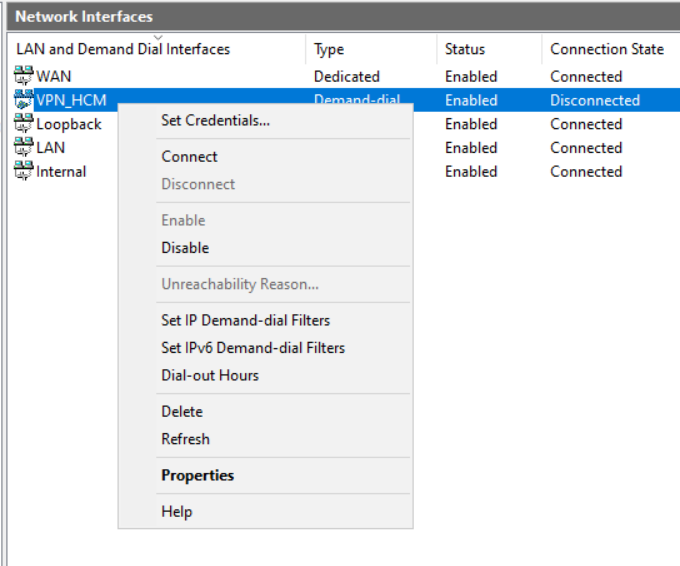 Network Interfaces
LAN and Demand Dial Interfaces Type Status Connection State
WAN Dedicated Enabled Connected
VPN_HCM Demand-dial Enabled Disconnected
Loopback Enabled Connected
LAN Enabled Connected
Internal Enabled Connected
Set Credentials...
Connect
Disconnect
Enable
Disable
Unreachability Reason...
Set IP Demand-dial Filters
Set IPv6 Demand-dial Filters
Dial-out Hours
Delete
Refresh
Properties
Help